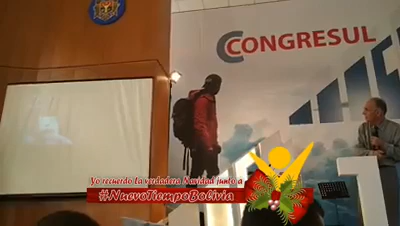 CONGRESUL
Yo recuerdo La verdadera Navidad junto a
#NuevoTiempoBolivia